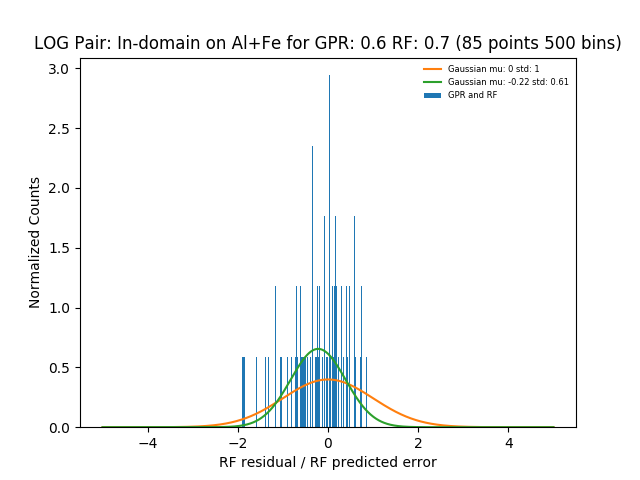 LOG Pair: In-domain on Al+Fe for GPR: 0.6 RF: 0.7 (85 points 500 bins)
Gaussian mu: 0 std: 1
Gaussian mu: -0.22 std: 0.61
GPR and RF
Normalized Counts
3.0
2.5
2.0
1.5
1.0
0.5
0.0
−4 −2 0 2 4
RF residual / RF predicted error